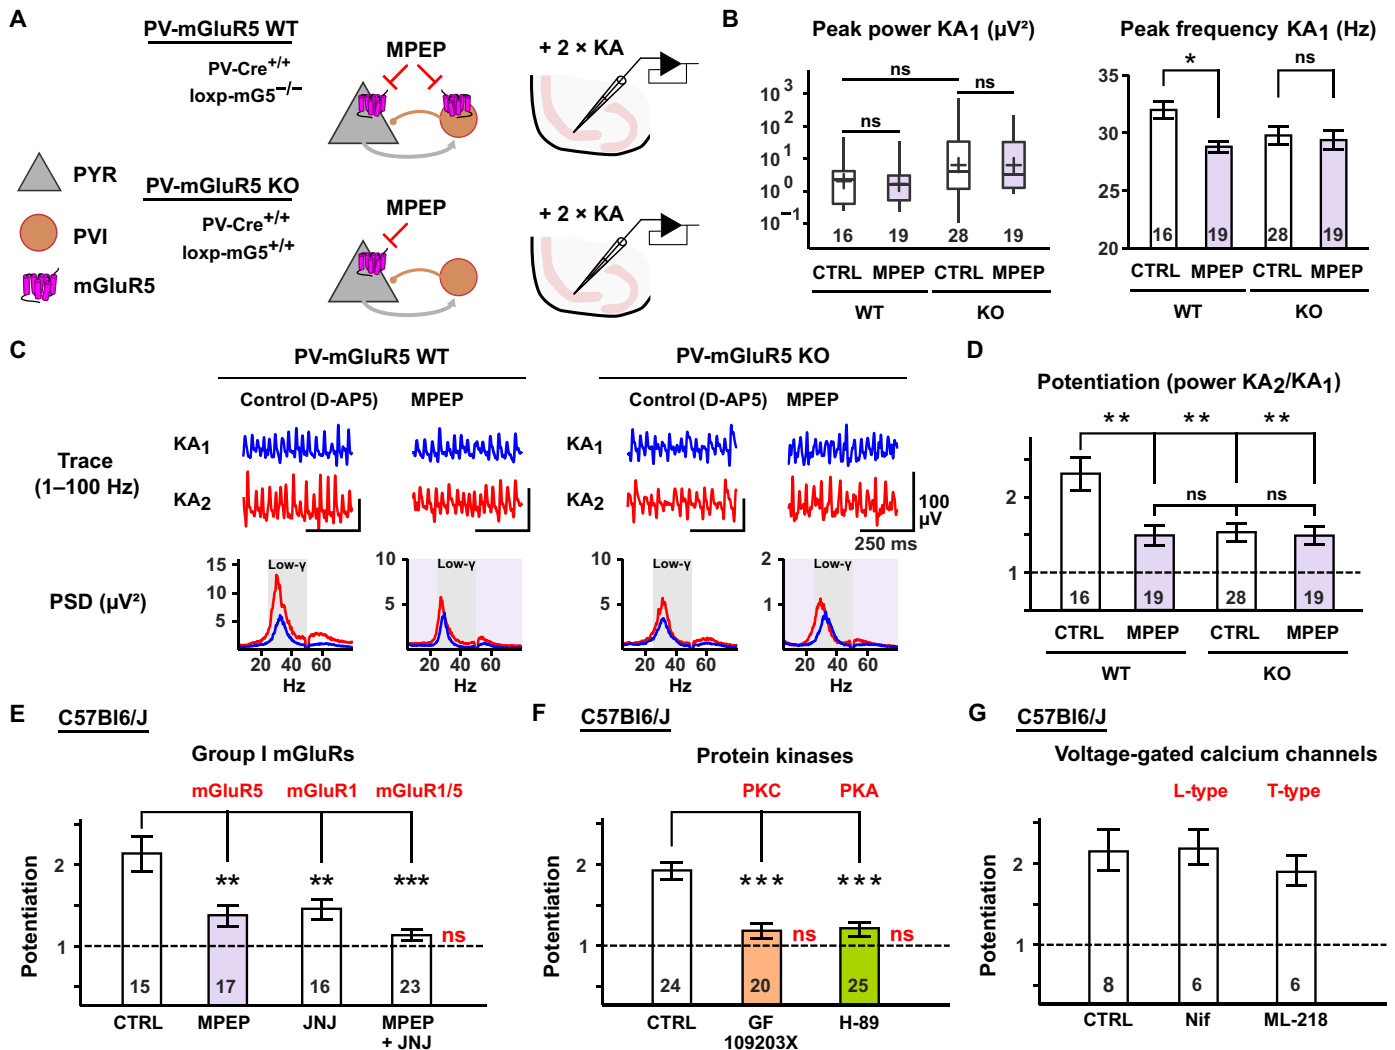 A
PV-mGluR5 WT
PV-Cre+/+
loxp-mG5−/−
MPEP
+ 2 × KA
PYR
PVI
mGluR5
PV-mGluR5 KO
PV-Cre+/+
loxp-mG5+/+
MPEP
+ 2 × KA
B
Peak power KA1 (µV²)
ns
ns
ns
10³
10²
10¹
10⁰
10⁻¹
16 19 28 19
CTRL MPEP CTRL MPEP
WT KO
Peak frequency KA1 (Hz)
* ns
35
30
25
20
16 19 28 19
CTRL MPEP CTRL MPEP
WT KO
C
PV-mGluR5 WT PV-mGluR5 KO
Control (D-AP5) MPEP Control (D-AP5) MPEP
Trace
(1–100 Hz)
KA1 KA1
KA2 KA2
100
µV
250 ms
PSD (µV²)
15
10
5
Low-γ
20 40 60
Hz
10
5
Low-γ
20 40 60
Hz
10
5
Low-γ
20 40 60
Hz
2
1
Low-γ
20 40 60
Hz
D
Potentiation (power KA2/KA1)
** ** **
ns ns
2
1
16 19 28 19
CTRL MPEP CTRL MPEP
WT KO
E
C57Bl6/J
Group I mGluRs
mGluR5 mGluR1 mGluR1/5
Potentiation
2
1
** ** ***
ns
15 17 16 23
CTRL MPEP JNJ MPEP
+ JNJ
F
C57Bl6/J
Protein kinases
PKC PKA
Potentiation
2
1
*** ***
ns ns
24 20 25
CTRL GF H-89
109203X
G
C57Bl6/J
Voltage-gated calcium channels
L-type T-type
Potentiation
2
1
8 6 6
CTRL Nif ML-218